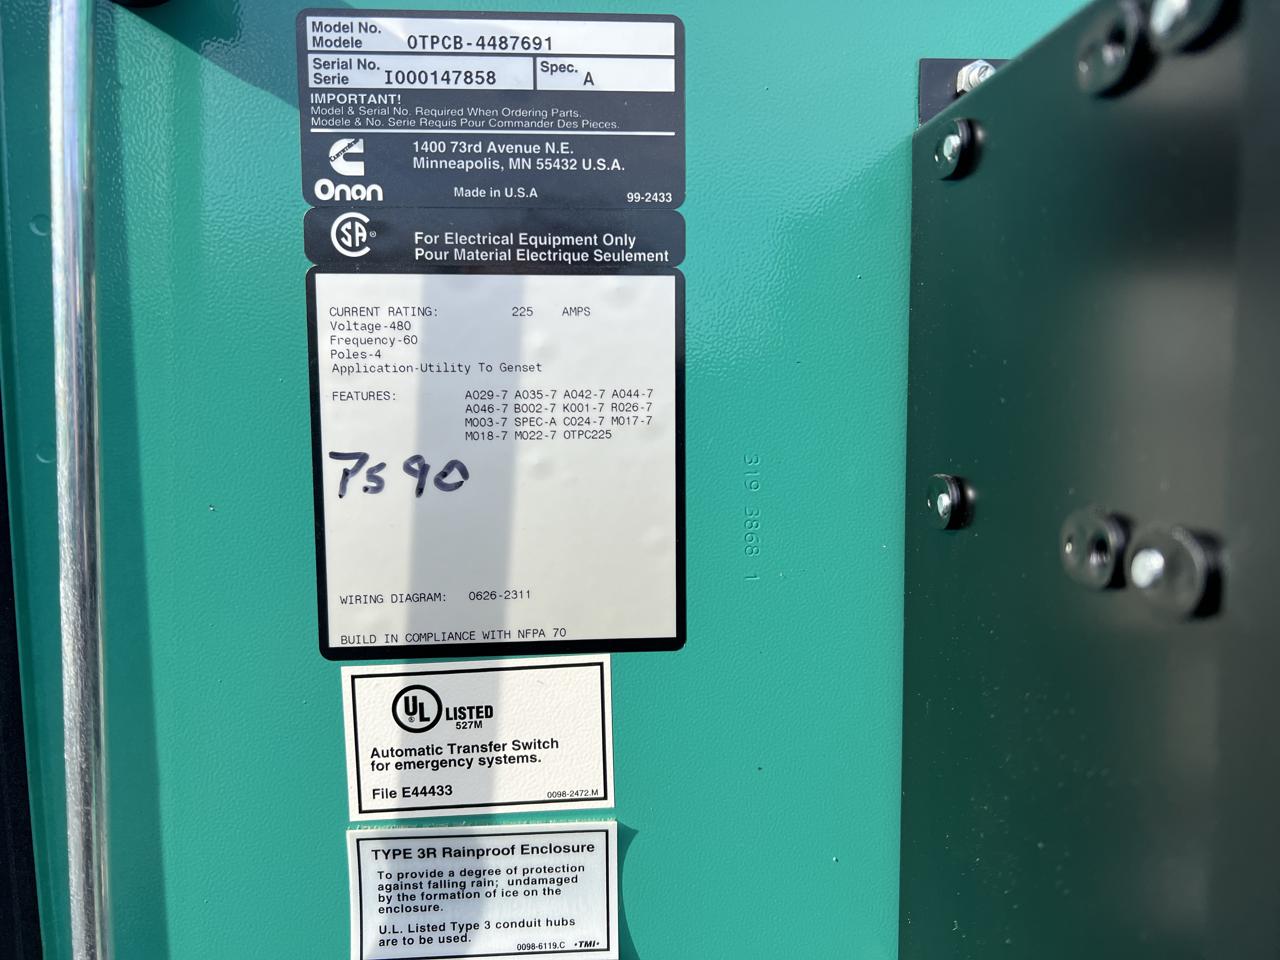 Model No.
Modele OTPCB-4487691
Serial No.
Serie I000147858
Spec. A
IMPORTANT!
Model & Serial No. Required When Ordering Parts.
Modele & No. Serie Requis Pour Commander Des Pieces.
Cummins
Onan
1400 73rd Avenue N.E.
Minneapolis, MN 55432 U.S.A.
Made in U.S.A
99-2433
SA ®
For Electrical Equipment Only
Pour Material Electrique Seulement
CURRENT RATING: 225 AMPS
Voltage-480
Frequency-60
Poles-4
Application-Utility To Genset
FEATURES: A029-7 A035-7 A042-7 A044-7
A046-7 B002-7 K001-7 R026-7
M003-7 SPEC-A C024-7 M017-7
M018-7 M022-7 OTPC225
7590
WIRING DIAGRAM: 0626-2311
BUILD IN COMPLIANCE WITH NFPA 70
319 3868 1
UL ® LISTED
527M
Automatic Transfer Switch
for emergency systems.
File E44433
0098-2472.M
TYPE 3R Rainproof Enclosure
To provide a degree of protection
against falling rain; undamaged
by the formation of ice on the
enclosure.
U.L. Listed Type 3 conduit hubs
are to be used.
0098-6119.C •TMI•